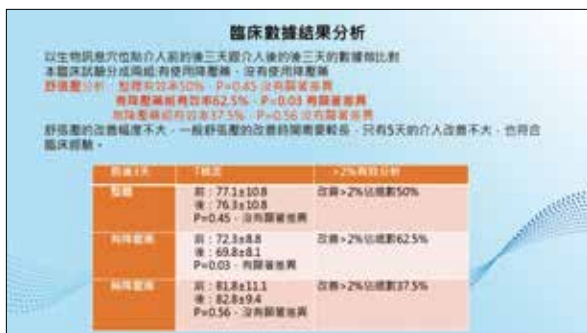 臨床數據結果分析
以生物訊息穴位點介入前的後三天跟介入後的後三天的數據做比對
本臨床試驗分成兩組:有使用降壓藥、沒有使用降壓藥
舒張壓分析：整體有效率50%，P=0.45 沒有顯著差異
有降壓藥組有效率62.5%，P=0.03 有顯著差異
無降壓藥組有效率37.5%，P=0.56 沒有顯著差異
舒張壓的改善幅度不大，一般舒張壓的改善時間需要較長，只有5天的介入改善不大，也符合
臨床經驗。
前後3天 T檢定 >2%有效分析
整體 前：77.1±10.8 改善>2%佔總數50%
後：76.3±10.8
P=0.45，沒有顯著差異
有降壓藥 前：72.3±8.8 改善>2%佔總數62.5%
後：69.8±8.1
P=0.03，有顯著差異
無降壓藥 前：81.8±11.1 改善>2%佔總數37.5%
後：82.8±9.4
P=0.56，沒有顯著差異